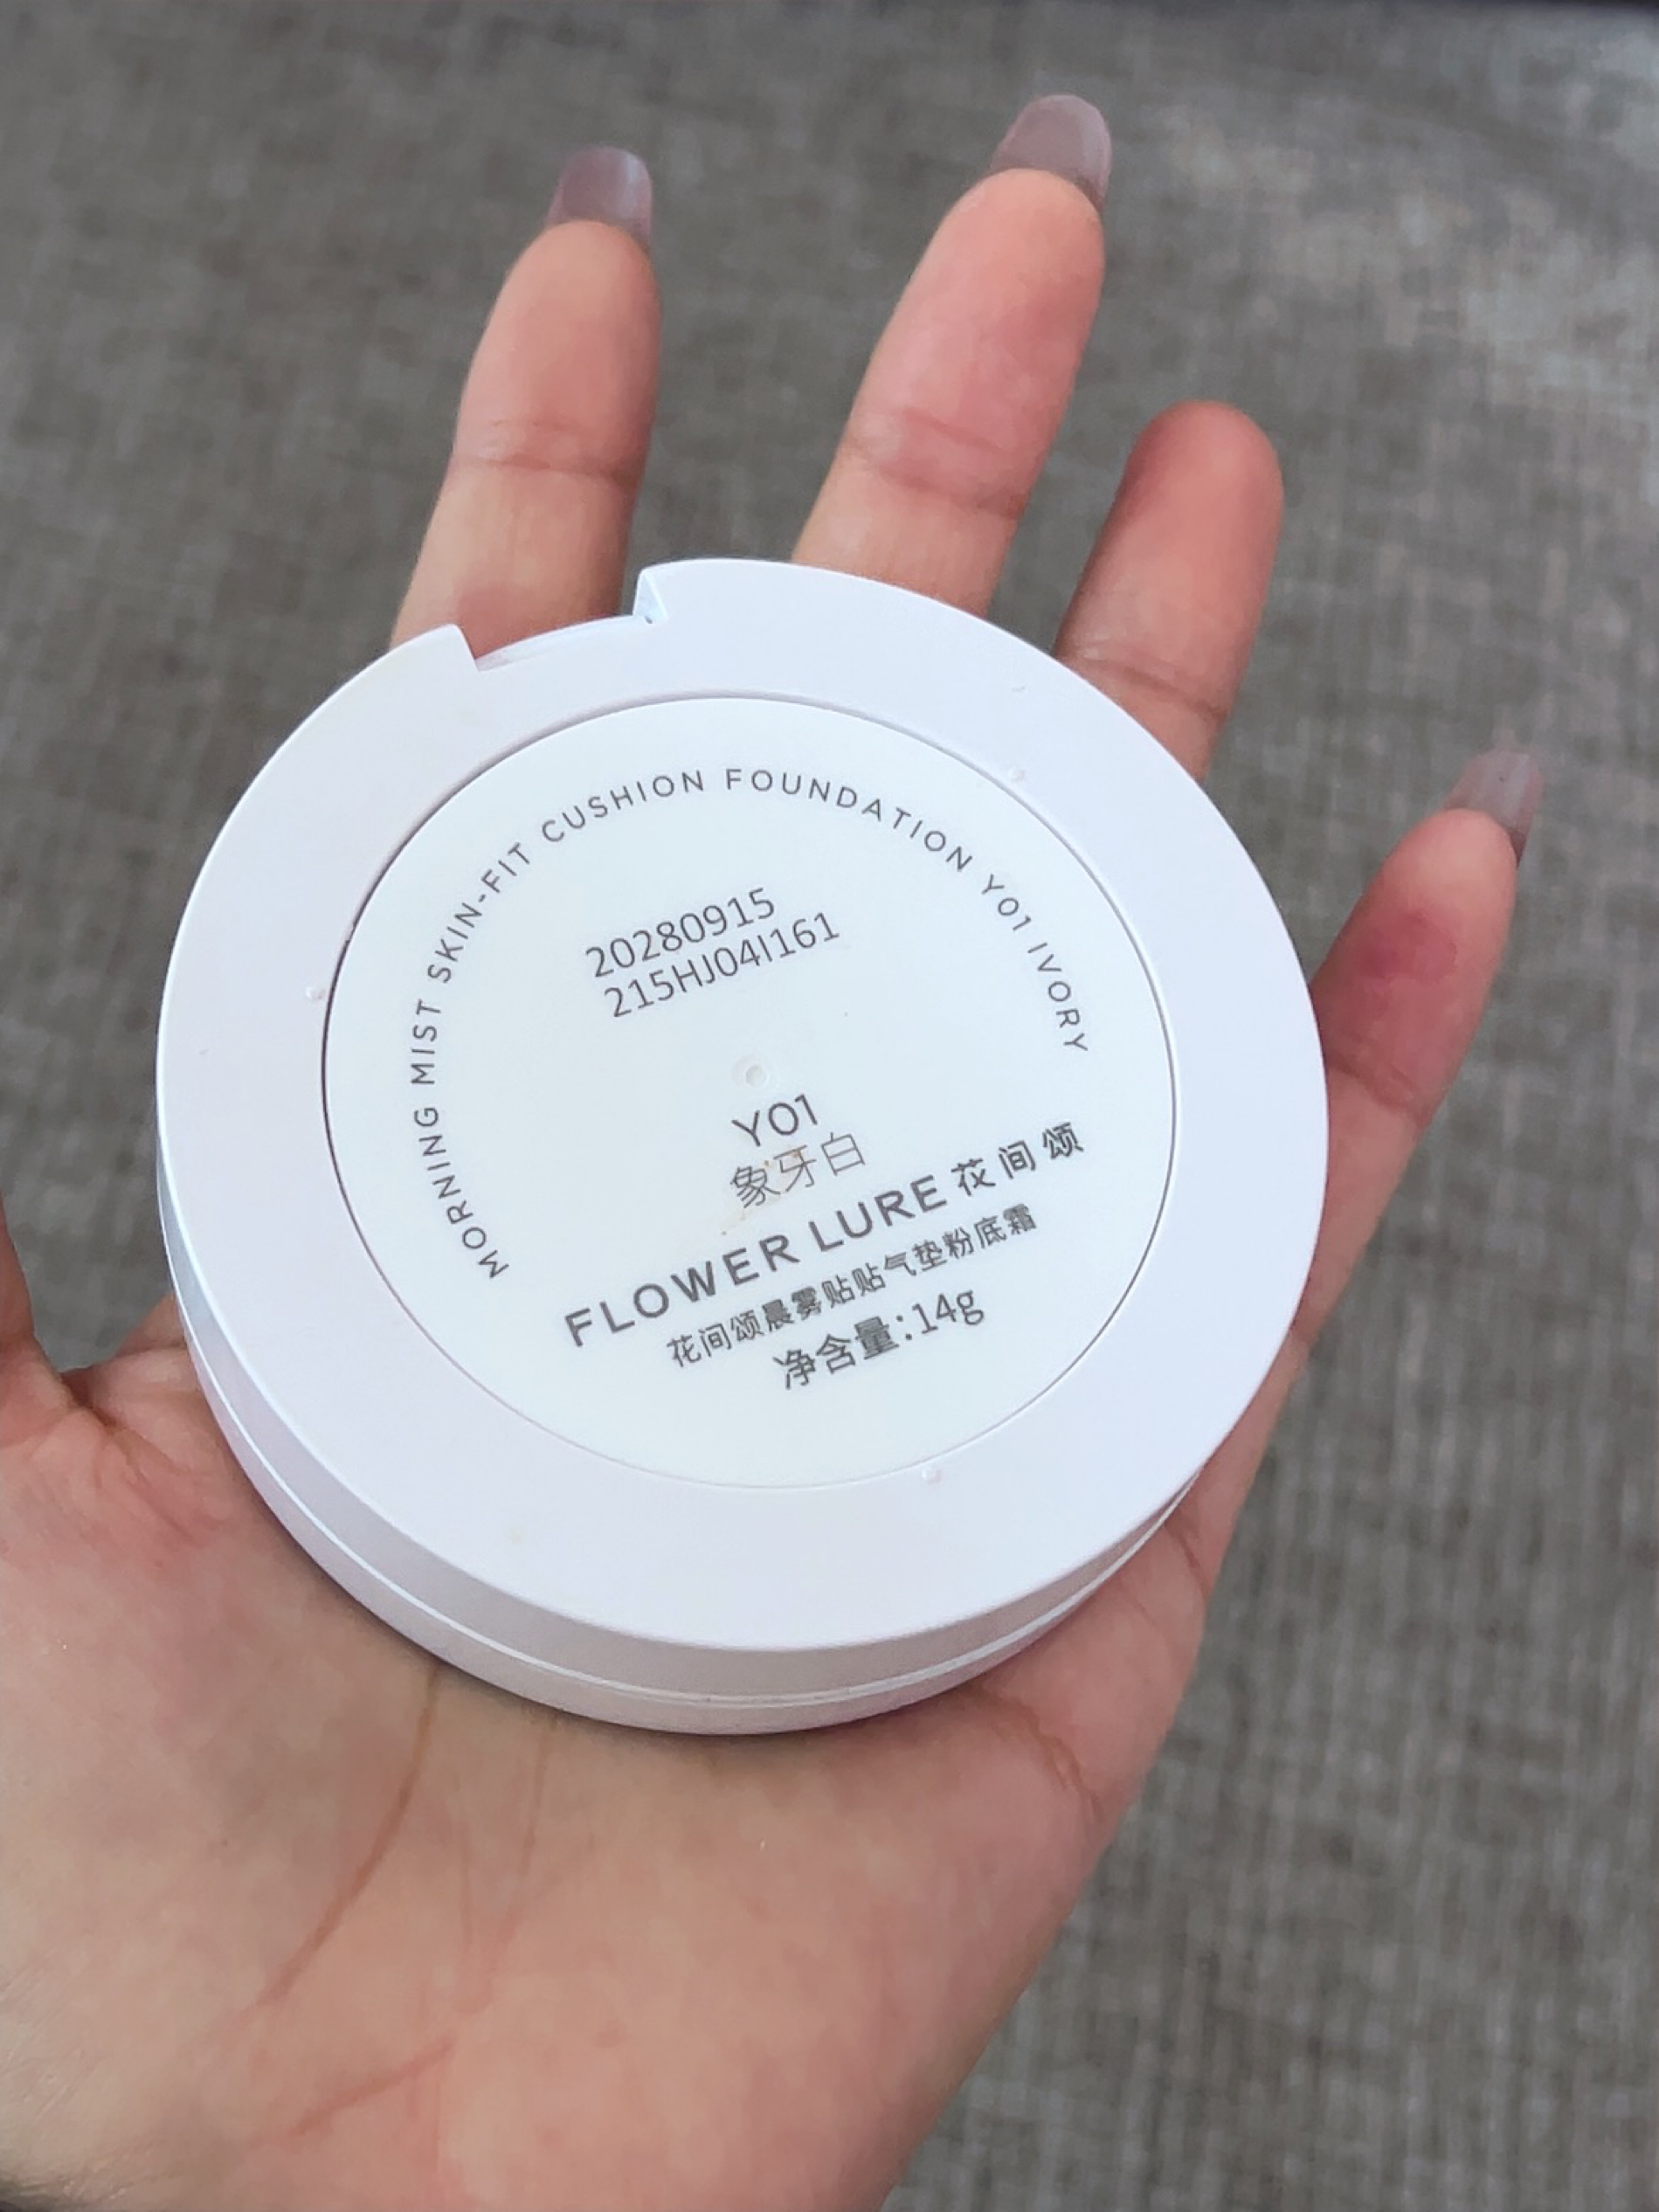 MORNING MIST SKIN-FIT CUSHION FOUNDATION Y01 IVORY
20280915
215HJ04I161
Y01
象牙白
FLOWER LURE 花间颂
花间颂晨雾贴贴气垫粉底霜
净含量:14g